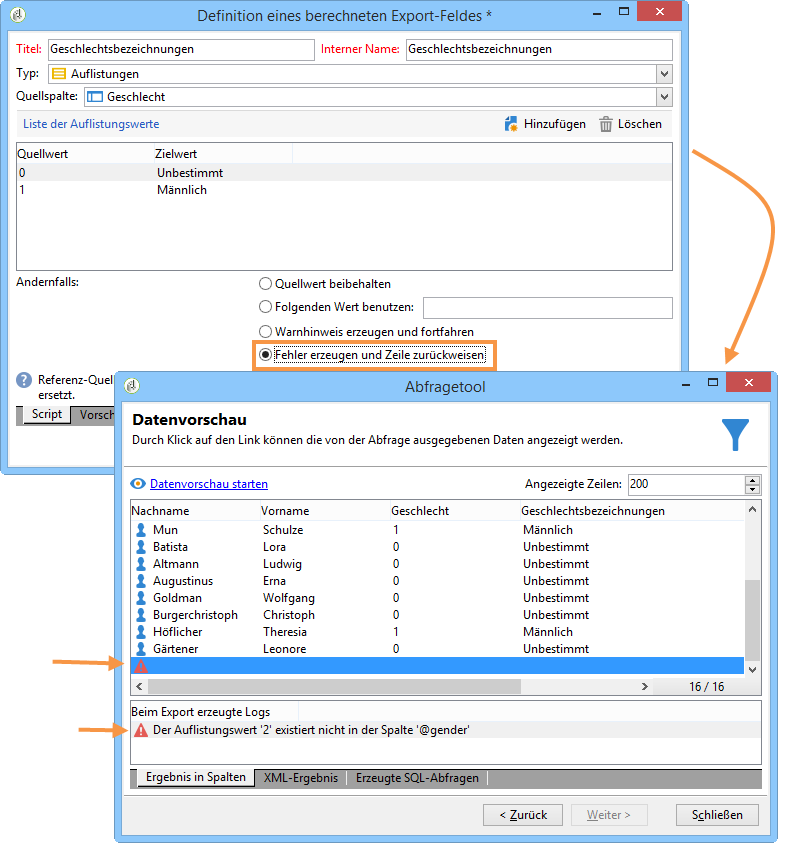 Definition eines berechneten Export-Feldes *
Titel: Geschlechtsbezeichnungen Interner Name: Geschlechtsbezeichnungen
Typ: Auflistungen
Quellspalte: Geschlecht
Liste der Auflistungswerte Hinzufügen Löschen
Quellwert Zielwert
0 Unbestimmt
1 Männlich
Andernfalls: Quellwert beibehalten
Folgenden Wert benutzen:
Warnhinweis erzeugen und fortfahren
Fehler erzeugen und Zeile zurückweisen
Referenz-Quel
ersetzt.
Script Vorsch
Abfragetool
Datenvorschau
Durch Klick auf den Link können die von der Abfrage ausgegebenen Daten angezeigt werden.
Datenvorschau starten Angezeigte Zeilen: 200
Nachname Vorname Geschlecht Geschlechtsbezeichnungen
Mun Schulze 1 Männlich
Batista Lora 0 Unbestimmt
Altmann Ludwig 0 Unbestimmt
Augustinus Erna 0 Unbestimmt
Goldman Wolfgang 0 Unbestimmt
Burgerchristoph Christoph 0 Unbestimmt
Höflicher Theresia 1 Männlich
Gärtener Leonore 0 Unbestimmt
16 / 16
Beim Export erzeugte Logs
Der Auflistungswert '2' existiert nicht in der Spalte '@gender'
Ergebnis in Spalten XML-Ergebnis Erzeugte SQL-Abfragen
< Zurück Weiter > Schließen